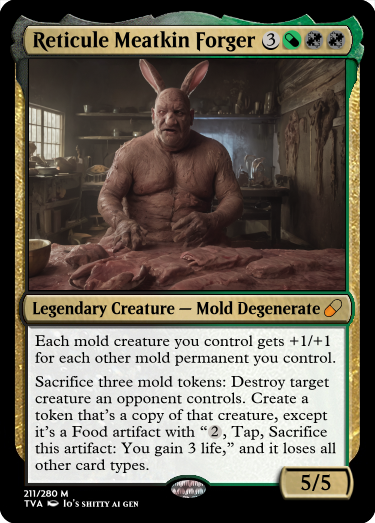 Reticule Meatkin Forger 3
Legendary Creature — Mold Degenerate
Each mold creature you control gets +1/+1
for each other mold permanent you control.
Sacrifice three mold tokens: Destroy target
creature an opponent controls. Create a
token that's a copy of that creature, except
it's a Food artifact with “2, Tap, Sacrifice
this artifact: You gain 3 life,” and it loses all
other card types.
5/5
211/280 M
TVA Io's shitty ai gen